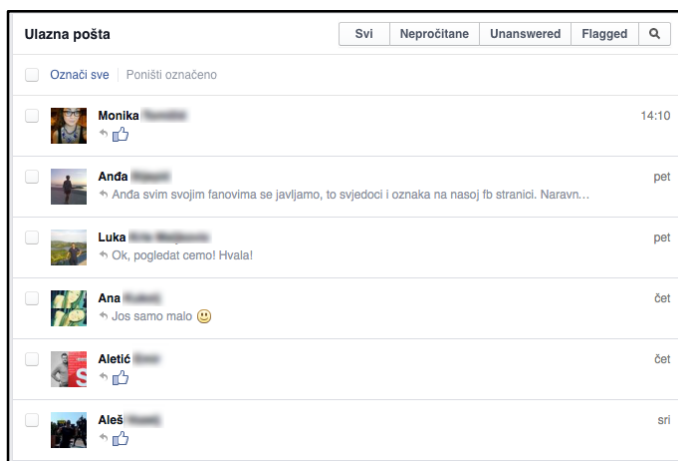 Ulazna pošta
Svi Nepročitane Unanswered Flagged
Označi sve Poništi označeno
Monika
14:10
Anđa
pet
Anđa svim svojim fanovima se javljamo, to svjedoci i oznaka na nasoj fb stranici. Naravn...
Luka
pet
Ok, pogledat cemo! Hvala!
Ana
čet
Jos samo malo
Aletić
čet
Aleš
sri